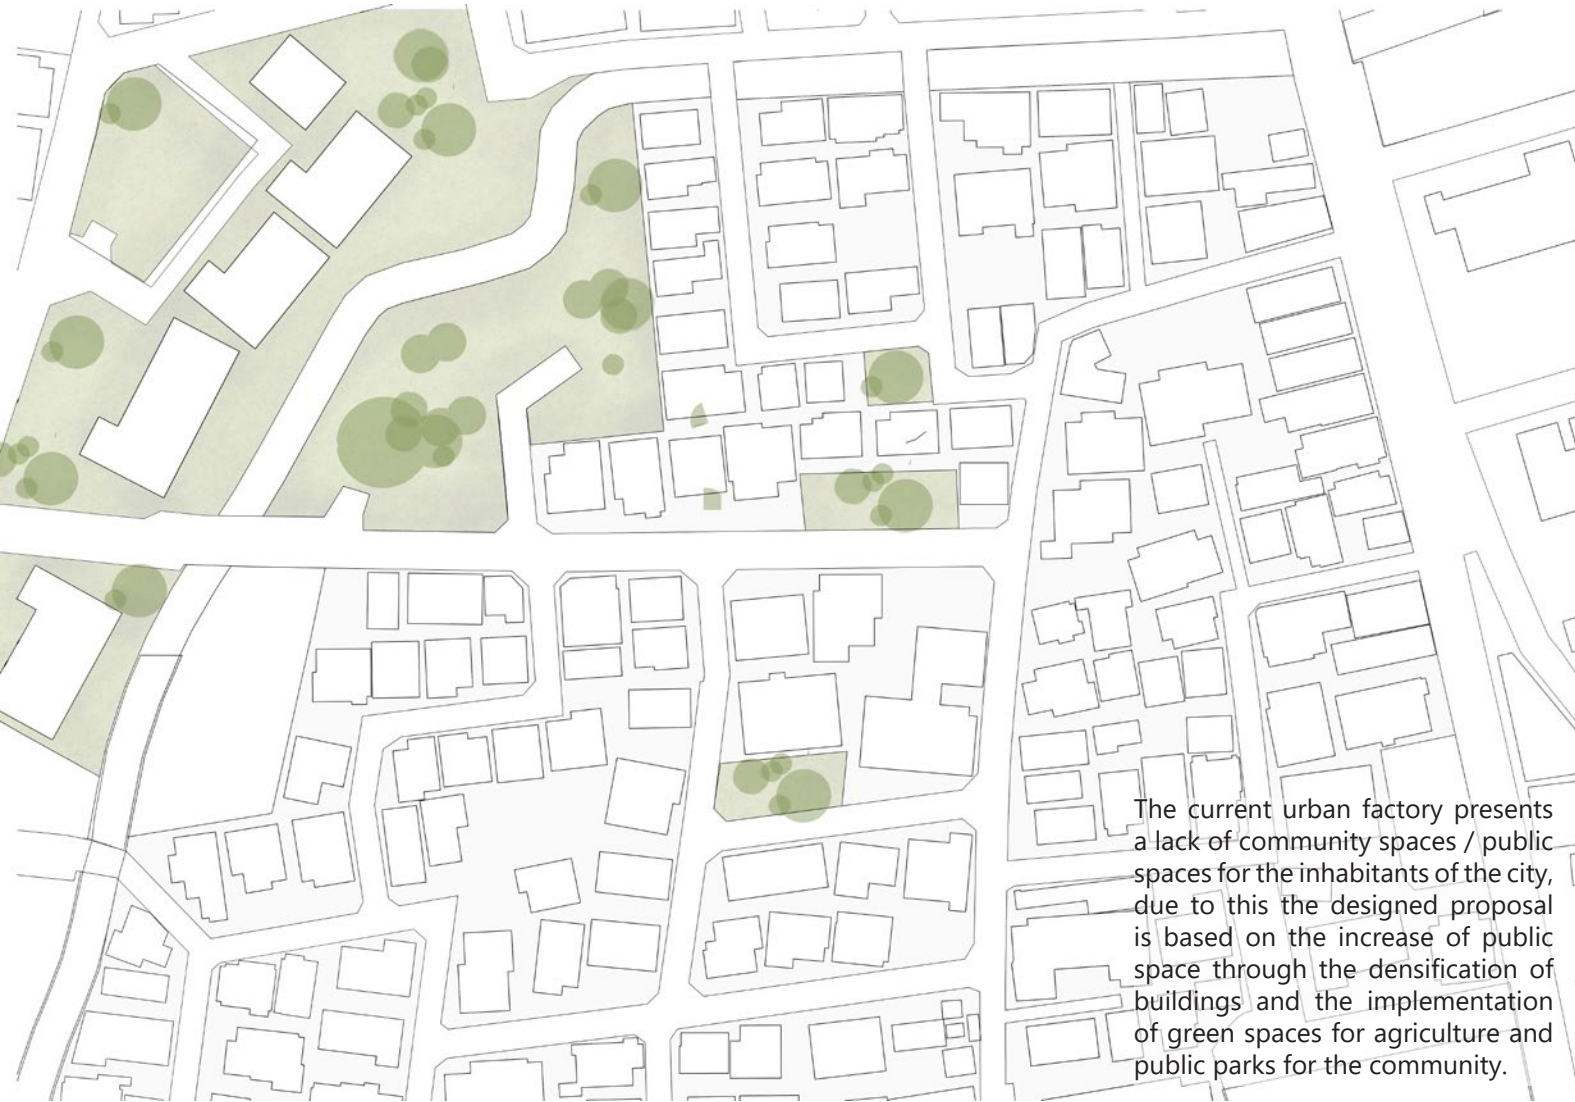 The current urban factory presents
a lack of community spaces / public
spaces for the inhabitants of the city,
due to this the designed proposal
is based on the increase of public
space through the densification of
buildings and the implementation
of green spaces for agriculture and
public parks for the community.